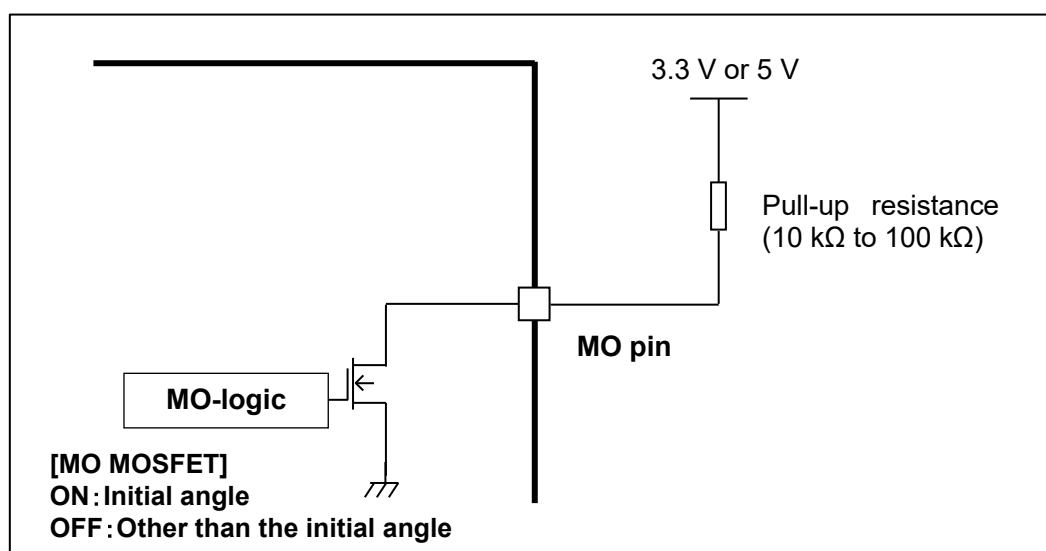 3.3 V or 5 V
Pull-up resistance
(10 kΩ to 100 kΩ)
MO pin
MO-logic
[MO MOSFET]
ON：Initial angle
OFF：Other than the initial angle